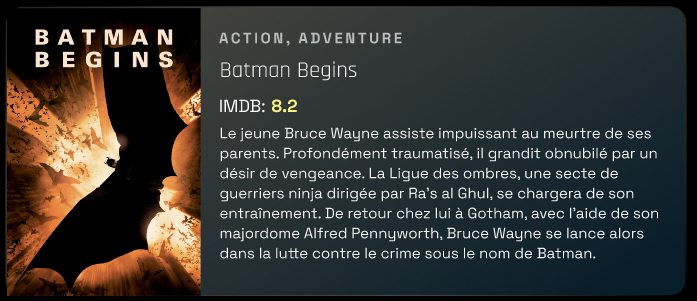 BATMAN
BEGINS
ACTION, ADVENTURE
Batman Begins
IMDB: 8.2
Le jeune Bruce Wayne assiste impuissant au meurtre de ses
parents. Profondément traumatisé, il grandit obnubilé par un
désir de vengeance. La Ligue des ombres, une secte de
guerriers ninja dirigée par Ra's al Ghul, se chargera de son
entraînement. De retour chez lui à Gotham, avec l'aide de son
majordome Alfred Pennyworth, Bruce Wayne se lance alors
dans la lutte contre le crime sous le nom de Batman.